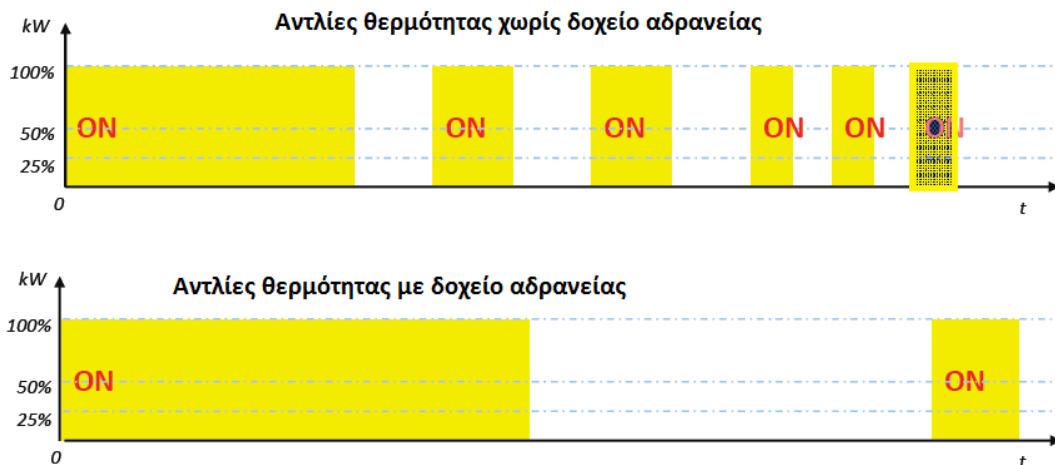 Αντλίες θερμότητας χωρίς δοχείο αδρανείας
kW
100%
50%
25%
ON ON ON ON ON ON
0 t
Αντλίες θερμότητας με δοχείο αδρανείας
kW
100%
50%
25%
ON ON
0 t